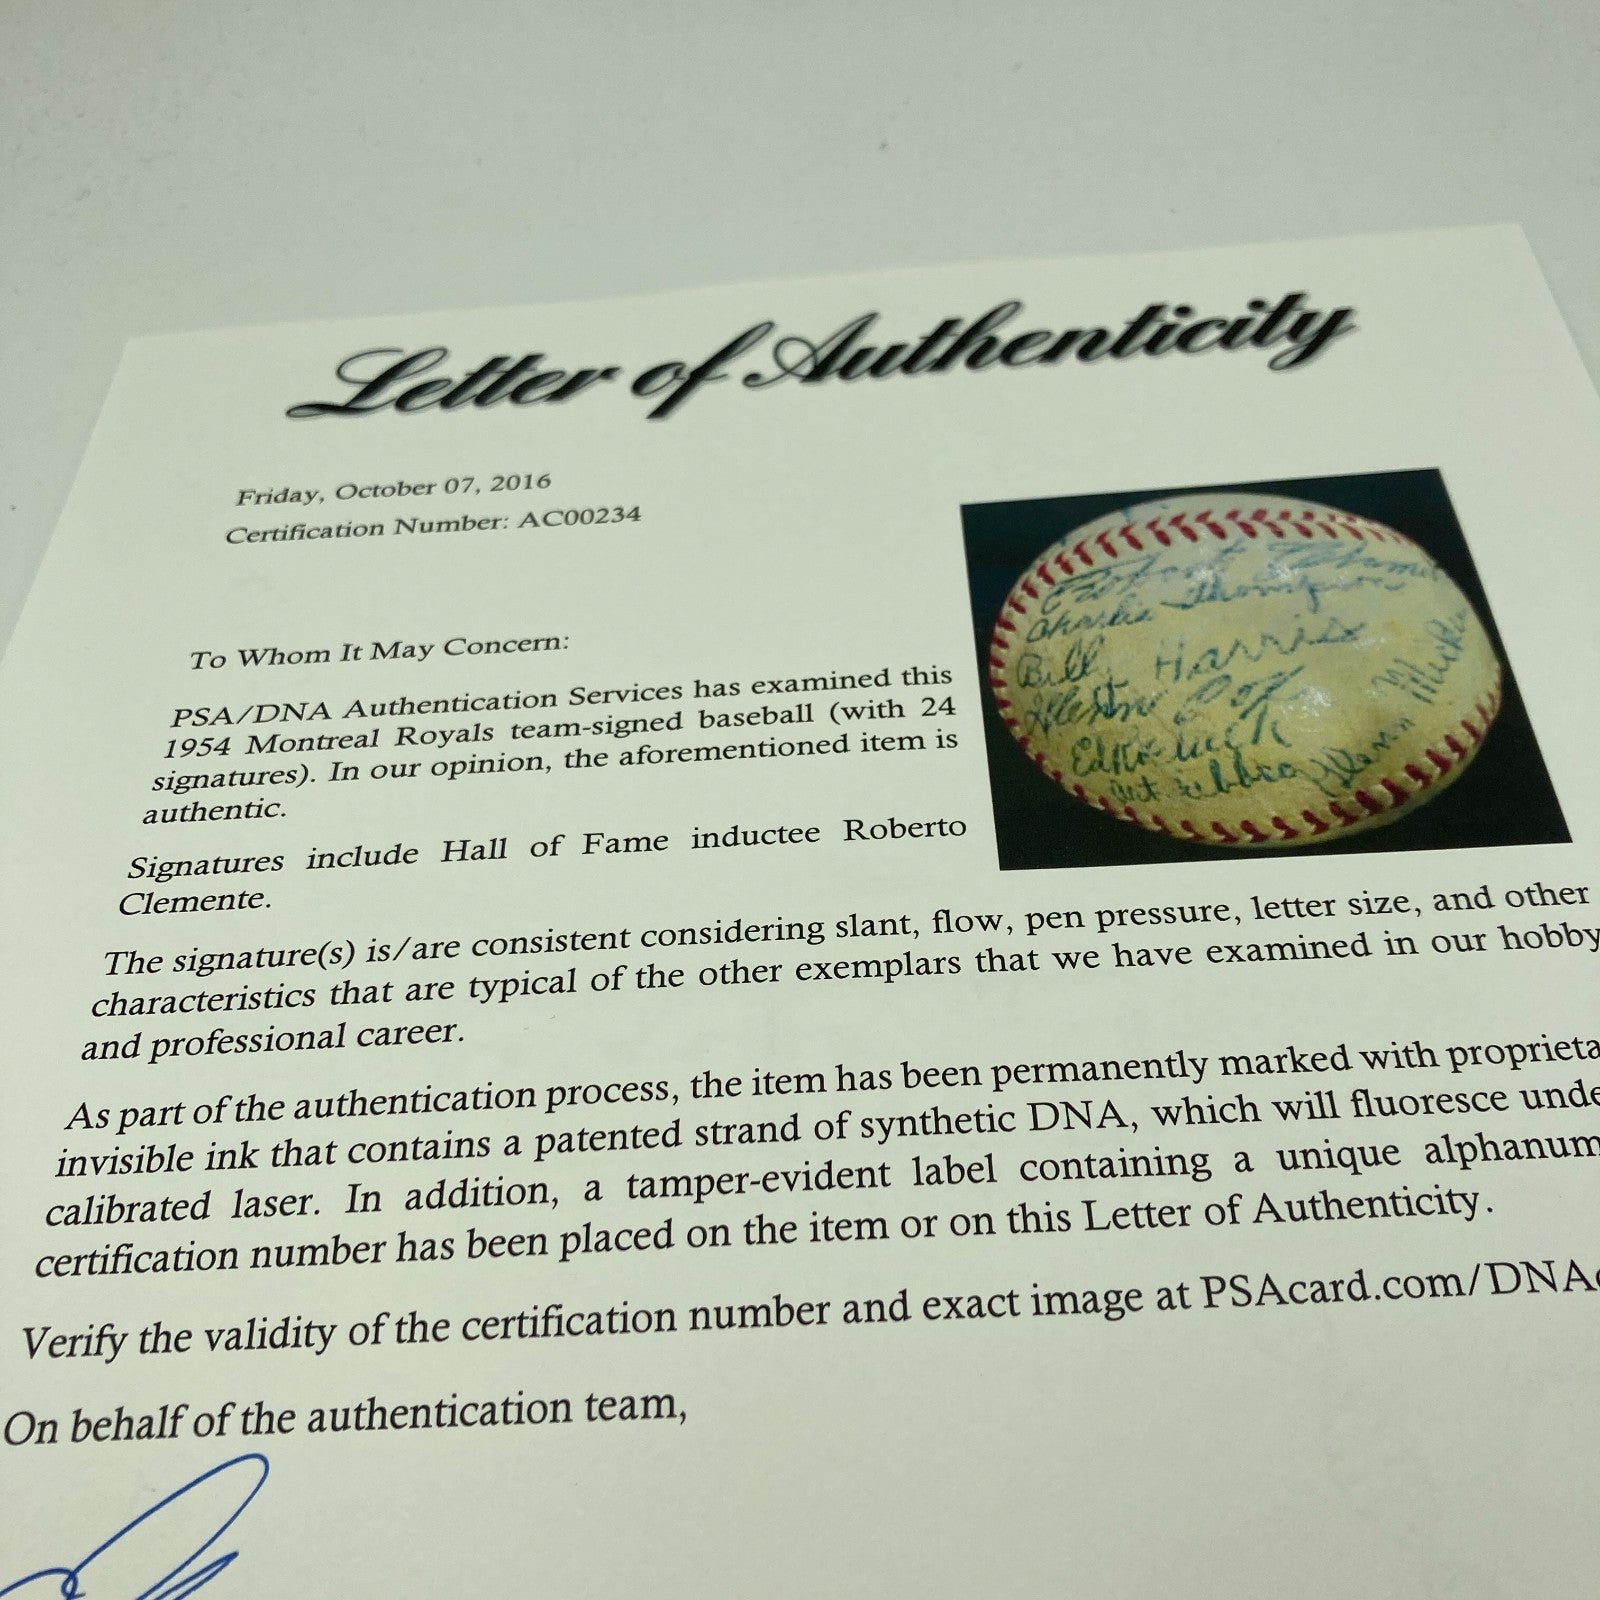 Letter of Authenticity
Friday, October 07, 2016
Certification Number: AC00234
To Whom It May Concern:
PSA/DNA Authentication Services has examined this
1954 Montreal Royals team-signed baseball (with 24
signatures). In our opinion, the aforementioned item is
authentic.
Signatures include Hall of Fame inductee Roberto
Clemente.
Charlie Thompson
Billy Harris
Glenn Cox
Ed Roebuck
The signature(s) is/are consistent considering slant, flow, pen pressure, letter size, and other
characteristics that are typical of the other exemplars that we have examined in our hobby
and professional career.
As part of the authentication process, the item has been permanently marked with proprieta
invisible ink that contains a patented strand of synthetic DNA, which will fluoresce unde
calibrated laser. In addition, a tamper-evident label containing a unique alphanum
certification number has been placed on the item or on this Letter of Authenticity.
Verify the validity of the certification number and exact image at PSAcard.com/DNA
On behalf of the authentication team,